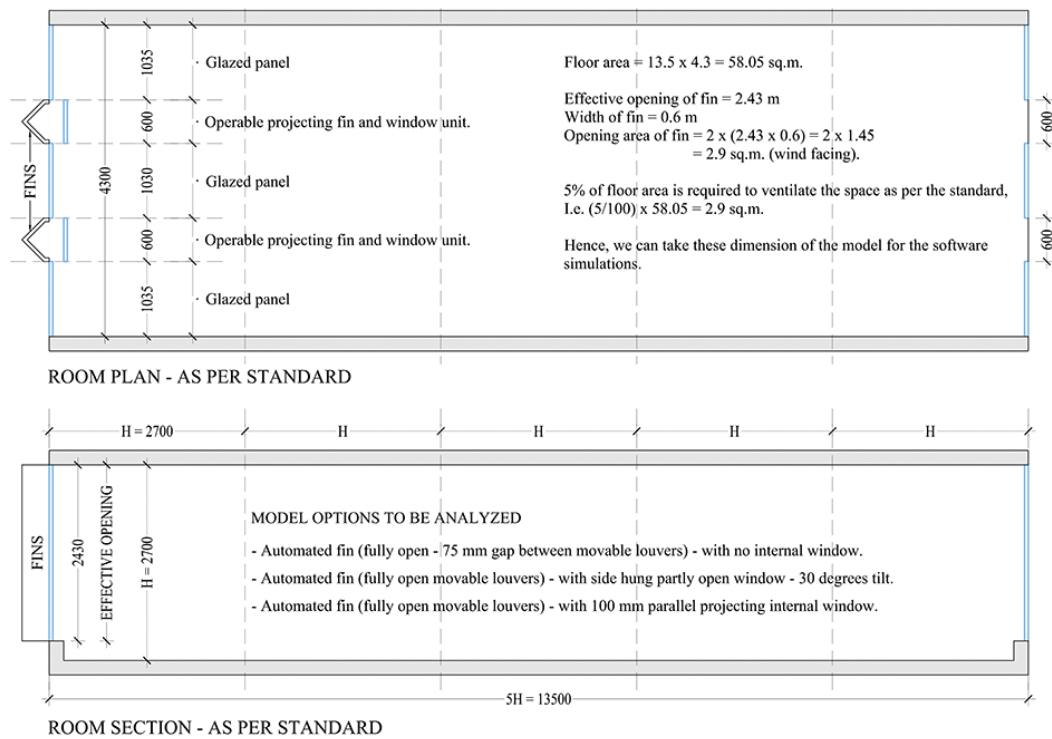 1035
· Glazed panel
Floor area = 13.5 x 4.3 = 58.05 sq.m.
Effective opening of fin = 2.43 m
600
· Operable projecting fin and window unit.
Width of fin = 0.6 m
600
Opening area of fin = 2 x (2.43 x 0.6) = 2 x 1.45
= 2.9 sq.m. (wind facing).
FINS
4300
1030
· Glazed panel
5% of floor area is required to ventilate the space as per the standard,
I.e. (5/100) x 58.05 = 2.9 sq.m.
600
· Operable projecting fin and window unit.
Hence, we can take these dimension of the model for the software
simulations.
600
1035
· Glazed panel
ROOM PLAN - AS PER STANDARD
H = 2700
H
H
H
H
FINS
2430
EFFECTIVE OPENING
H = 2700
MODEL OPTIONS TO BE ANALYZED
- Automated fin (fully open - 75 mm gap between movable louvers) - with no internal window.
- Automated fin (fully open movable louvers) - with side hung partly open window - 30 degrees tilt.
- Automated fin (fully open movable louvers) - with 100 mm parallel projecting internal window.
5H = 13500
ROOM SECTION - AS PER STANDARD